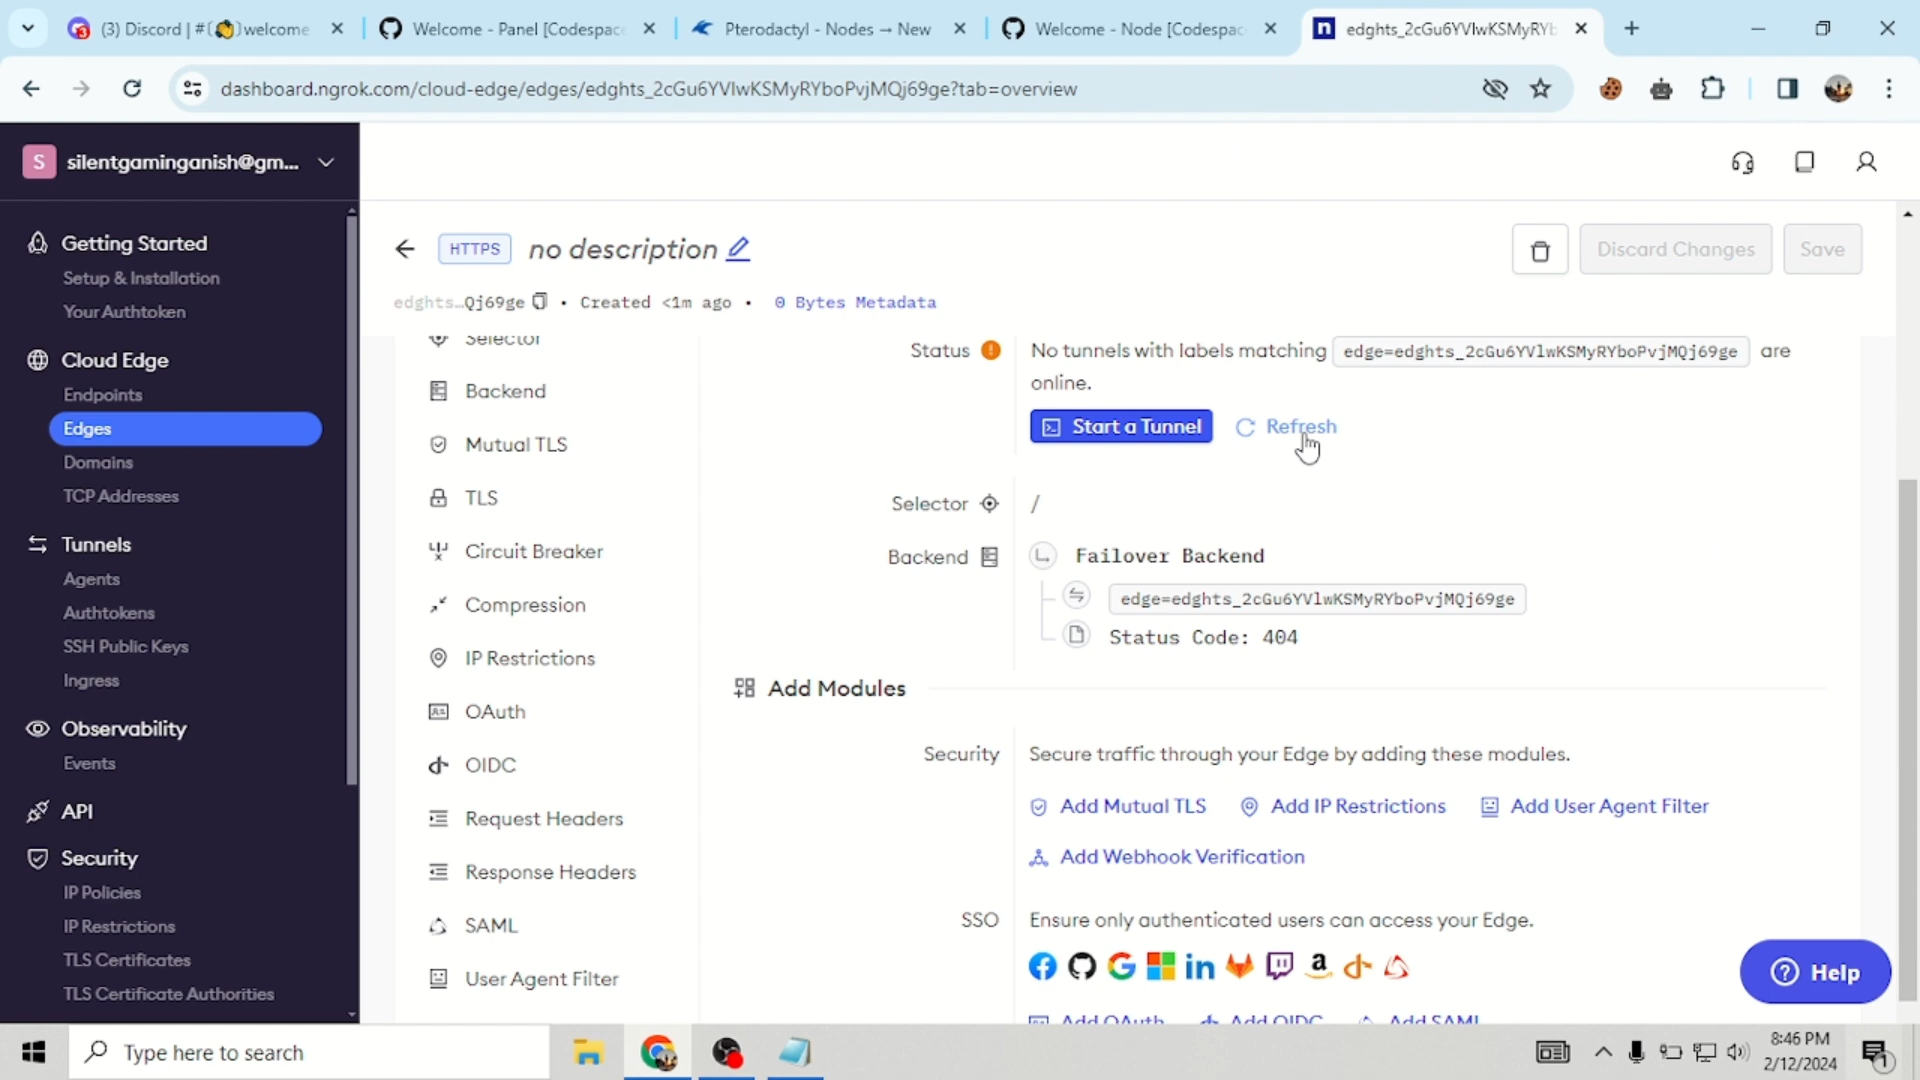 (3) Discord | #(🐧)welcome
Welcome - Panel [Codespac
Pterodactyl - Nodes → New
Welcome - Node [Codespac
edghts_2cGu6YVlwKSMyRYb
dashboard.ngrok.com/cloud-edge/edges/edghts_2cGu6YVlwKSMyRYboPvjMQj69ge?tab=overview
S
silentgaminganish@gm...
Getting Started
Setup & Installation
Your Authtoken
Cloud Edge
Endpoints
Edges
Domains
TCP Addresses
Tunnels
Agents
Authtokens
SSH Public Keys
Ingress
Observability
Events
API
Security
IP Policies
IP Restrictions
TLS Certificates
TLS Certificate Authorities
HTTPS
no description
Discard Changes
Save
edghts…Qj69ge • Created <1m ago • 0 Bytes Metadata
Selector
Backend
Mutual TLS
TLS
Circuit Breaker
Compression
IP Restrictions
OAuth
OIDC
Request Headers
Response Headers
SAML
User Agent Filter
Status
No tunnels with labels matching edge=edghts_2cGu6YVlwKSMyRYboPvjMQj69ge are
online.
Start a Tunnel
Refresh
Selector
/
Backend
Failover Backend
edge=edghts_2cGu6YVlwKSMyRYboPvjMQj69ge
Status Code: 404
Add Modules
Security
Secure traffic through your Edge by adding these modules.
Add Mutual TLS
Add IP Restrictions
Add User Agent Filter
Add Webhook Verification
SSO
Ensure only authenticated users can access your Edge.
Add OAuth
Add OIDC
Add SAML
Help
Type here to search
8:46 PM
2/12/2024
1